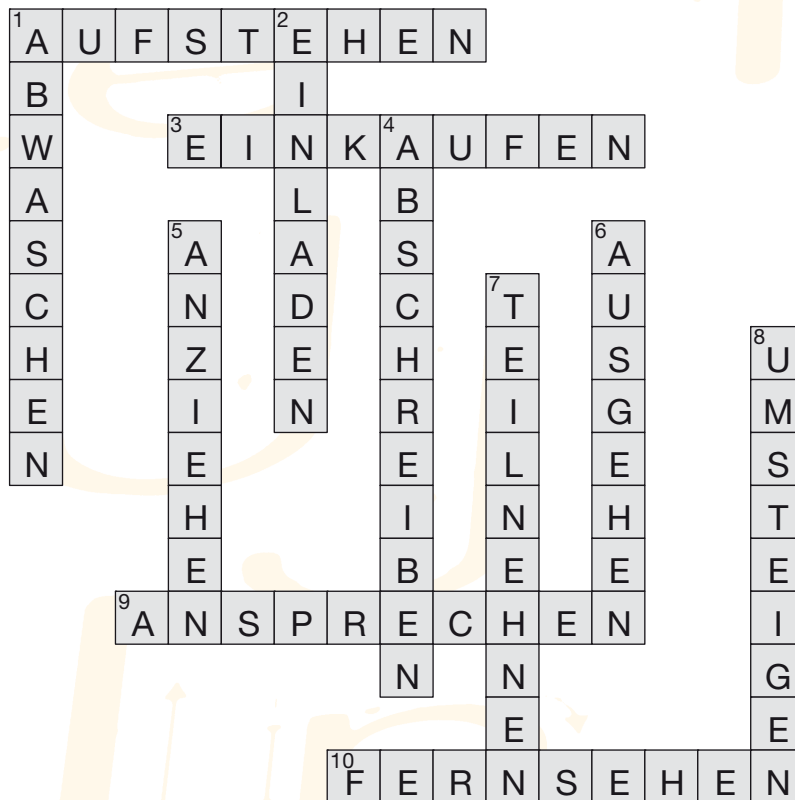 1 AUFSTEHEN
1 ABWASCHEN
2 EINLADEN
3 EINKAUFEN
4 ABSCHREIBEN
5 ANZIEHEN
6 AUSGEHEN
7 TEILNEHNEN
8 UMSTEIGEN
9 ANSPRECHEN
10 FERNSEHEN